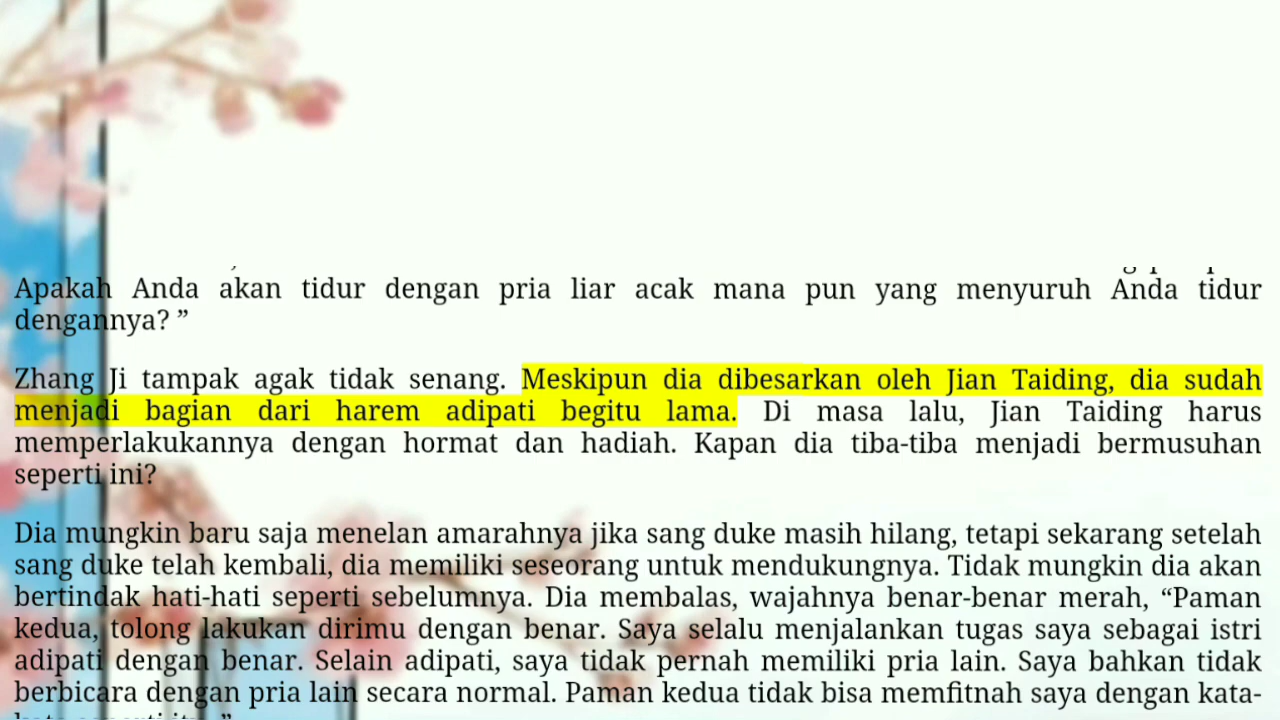 Apakah Anda akan tidur dengan pria liar acak mana pun yang menyuruh Anda tidur
dengannya? ”
Zhang Ji tampak agak tidak senang. Meskipun dia dibesarkan oleh Jian Taiding, dia sudah
menjadi bagian dari harem adipati begitu lama. Di masa lalu, Jian Taiding harus
memperlakukannya dengan hormat dan hadiah. Kapan dia tiba-tiba menjadi bermusuhan
seperti ini?
Dia mungkin baru saja menelan amarahnya jika sang duke masih hilang, tetapi sekarang setelah
sang duke telah kembali, dia memiliki seseorang untuk mendukungnya. Tidak mungkin dia akan
bertindak hati-hati seperti sebelumnya. Dia membalas, wajahnya benar-benar merah, “Paman
kedua, tolong lakukan dirimu dengan benar. Saya selalu menjalankan tugas saya sebagai istri
adipati dengan benar. Selain adipati, saya tidak pernah memiliki pria lain. Saya bahkan tidak
berbicara dengan pria lain secara normal. Paman kedua tidak bisa memfitnah saya dengan kata-